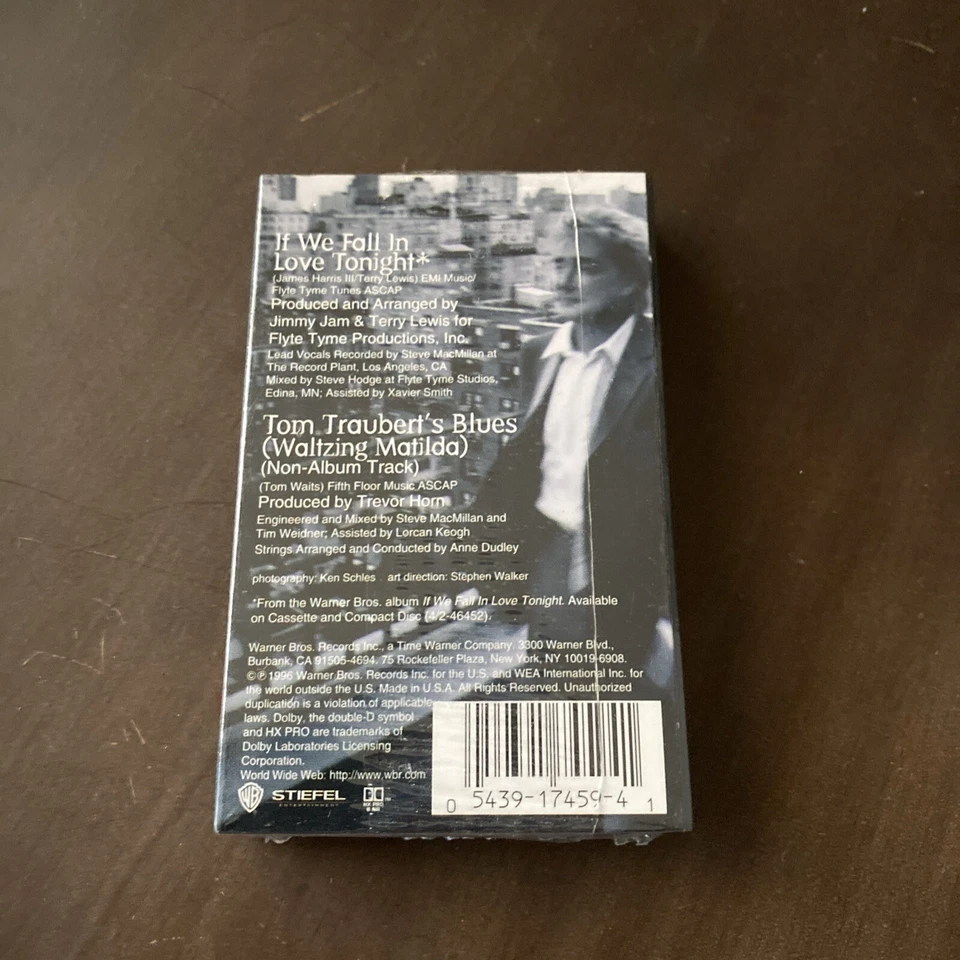 If We Fall In
Love Tonight*
(James Harris III/Terry Lewis) EMI Music/
Flyte Tyme Tunes ASCAP
Produced and Arranged by
Jimmy Jam & Terry Lewis for
Flyte Tyme Productions, Inc.
Lead Vocals Recorded by Steve MacMillan at
The Record Plant, Los Angeles, CA
Mixed by Steve Hodge at Flyte Tyme Studios,
Edina, MN; Assisted by Xavier Smith
Tom Traubert's Blues
(Waltzing Matilda)
(Non-Album Track)
(Tom Waits) Fifth Floor Music ASCAP
Produced by Trevor Horn
Engineered and Mixed by Steve MacMillan and
Tim Weidner; Assisted by Lorcan Keogh
Strings Arranged and Conducted by Anne Dudley
photography: Ken Schles art direction: Stephen Walker
*From the Warner Bros. album If We Fall In Love Tonight. Available
on Cassette and Compact Disc (4/2-46452).
Warner Bros. Records Inc., a Time Warner Company. 3300 Warner Blvd.,
Burbank, CA 91505-4694. 75 Rockefeller Plaza, New York, NY 10019-6908.
©℗1996 Warner Bros. Records Inc. for the U.S. and WEA International Inc. for
the world outside the U.S. Made in U.S.A. All Rights Reserved. Unauthorized
duplication is a violation of applicable
laws. Dolby, the double-D symbol
and HX PRO are trademarks of
Dolby Laboratories Licensing
Corporation.
World Wide Web: http://www.wbr.com
WB STIEFEL
ENTERTAINMENT
0 5439-17459-4 1